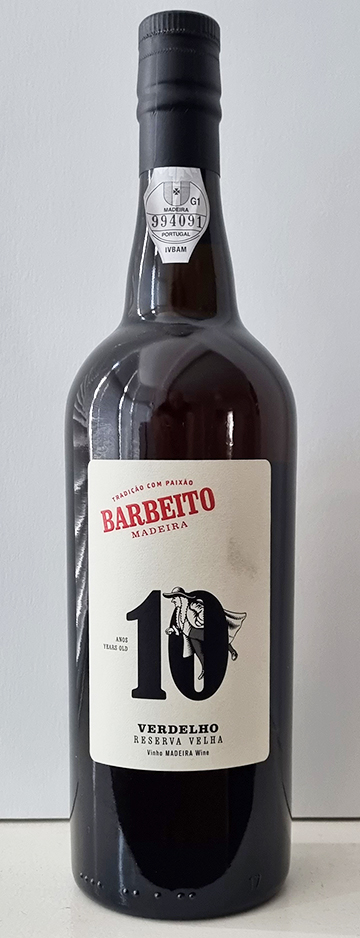 MADEIRA
G1
994091
PORTUGAL
IVBAM
TRADIÇÃO COM PAIXÃO
BARBEITO
MADEIRA
10
ANOS
YEARS OLD
VERDELHO
RESERVA VELHA
Vinho MADEIRA Wine